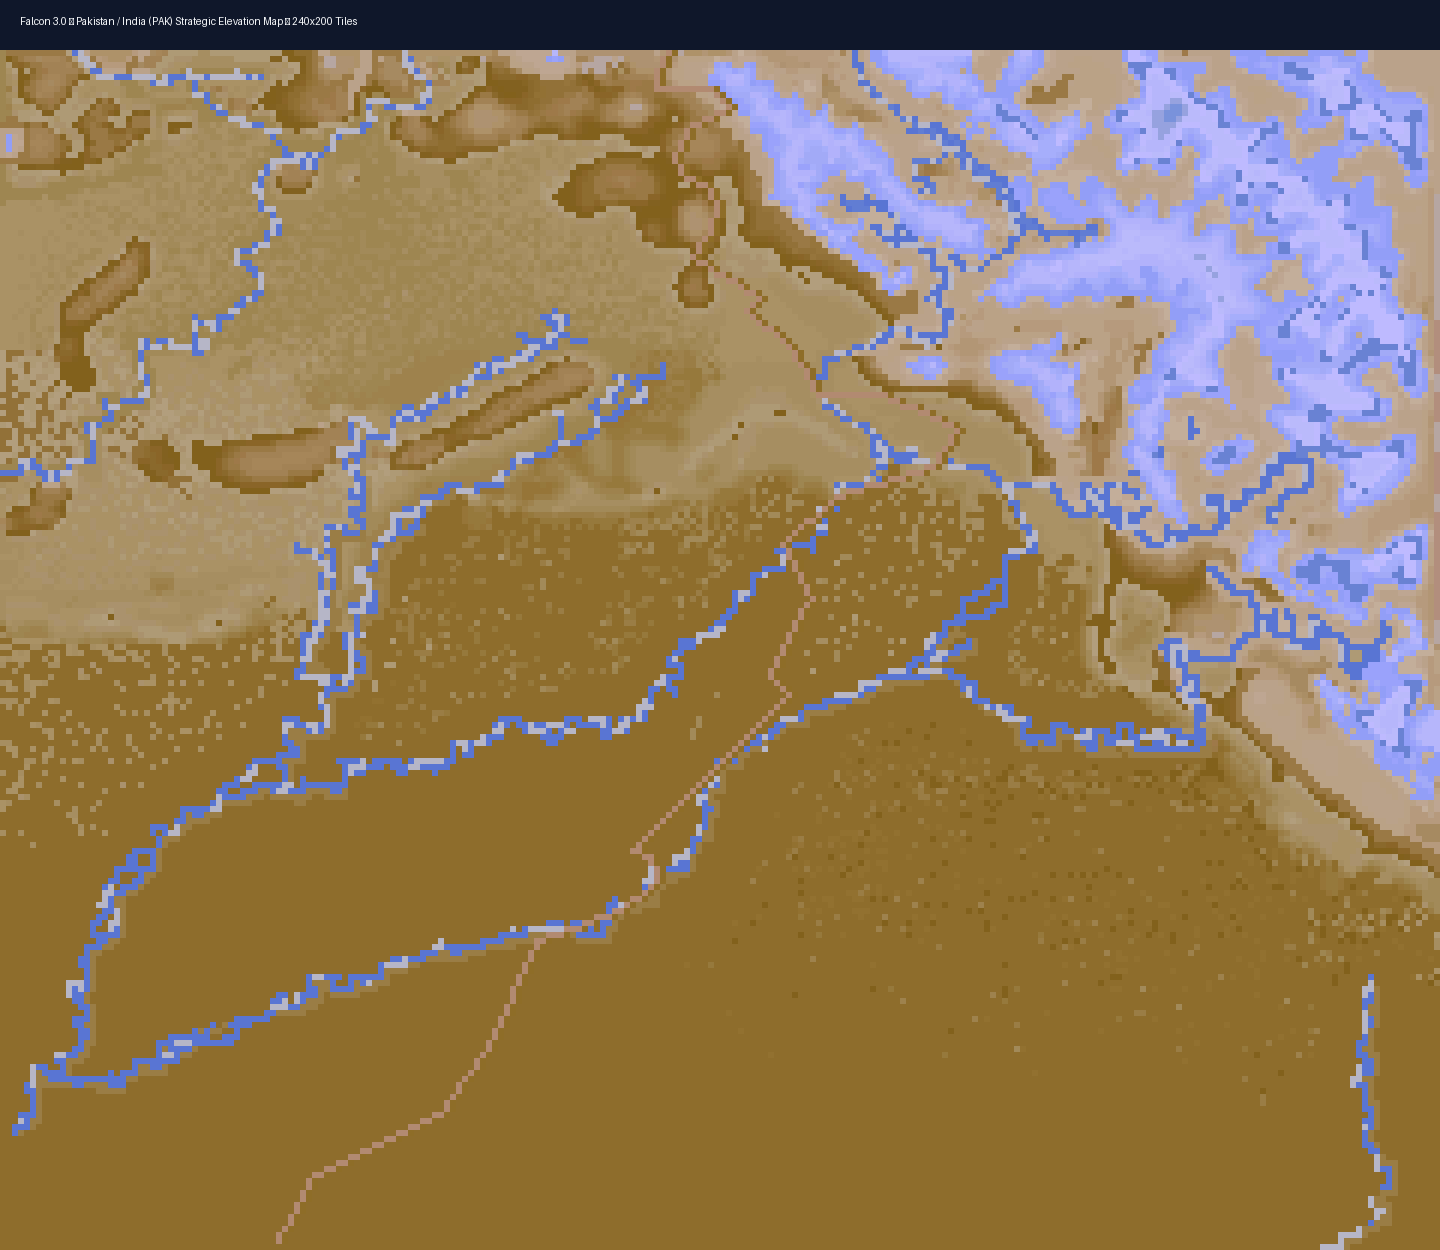 Falcon 3.0 ▯ Pakistan / India (PAK) Strategic Elevation Map ▯ 240x200 Tiles